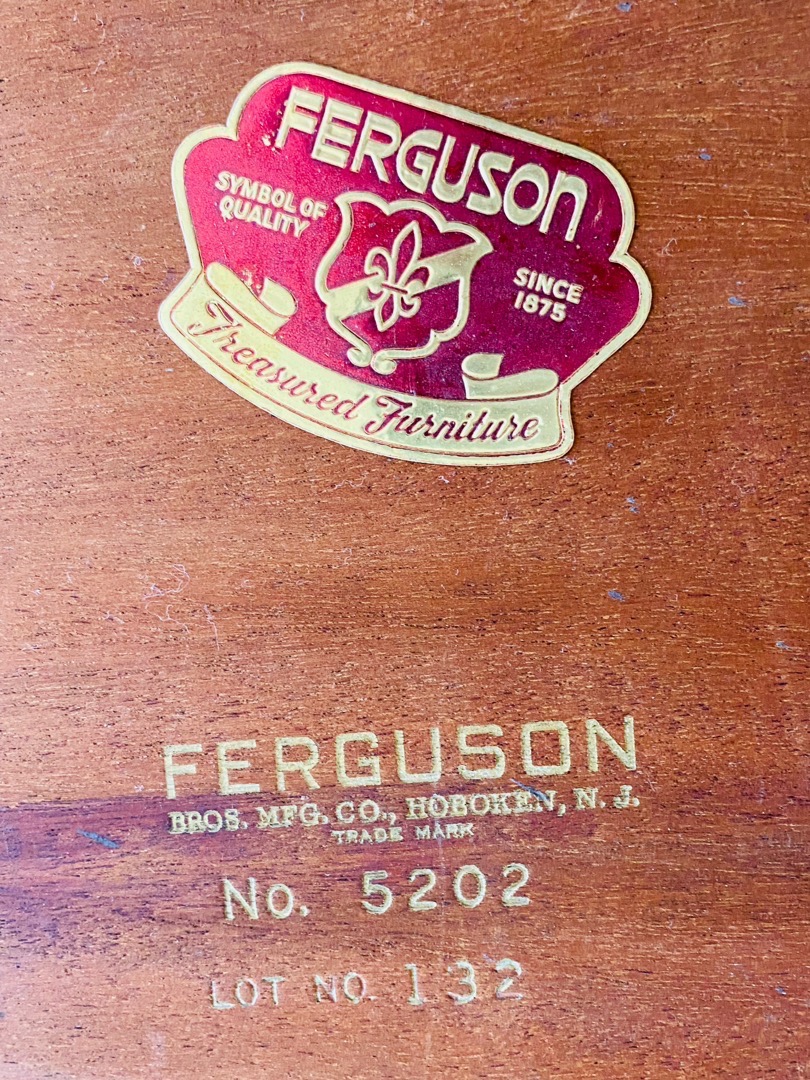 FERGUSON
SYMBOL OF
QUALITY
SINCE
1875
Treasured Furniture
FERGUSON
BROS. MFG. CO., HOBOKEN, N. J.
TRADE MARK
No. 5202
LOT NO. 132